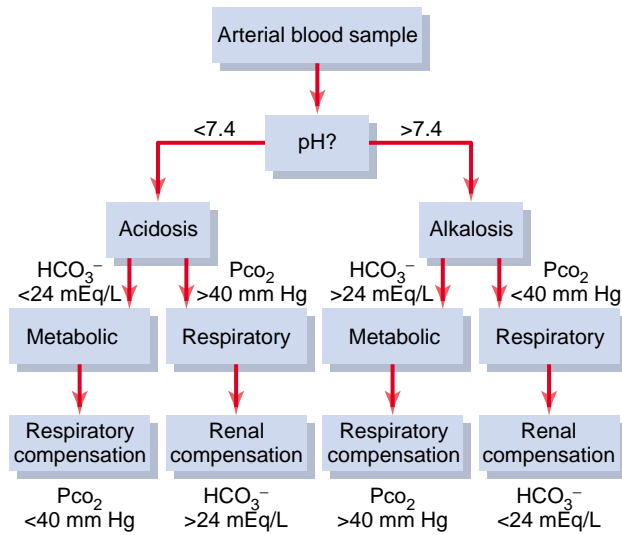 Arterial blood sample
<7.4
pH?
>7.4
Acidosis
Alkalosis
HCO₃⁻
<24 mEq/L
Pco₂
>40 mm Hg
HCO₃⁻
>24 mEq/L
Pco₂
<40 mm Hg
Metabolic
Respiratory
Metabolic
Respiratory
Respiratory
compensation
Renal
compensation
Respiratory
compensation
Renal
compensation
Pco₂
<40 mm Hg
HCO₃⁻
>24 mEq/L
Pco₂
>40 mm Hg
HCO₃⁻
<24 mEq/L